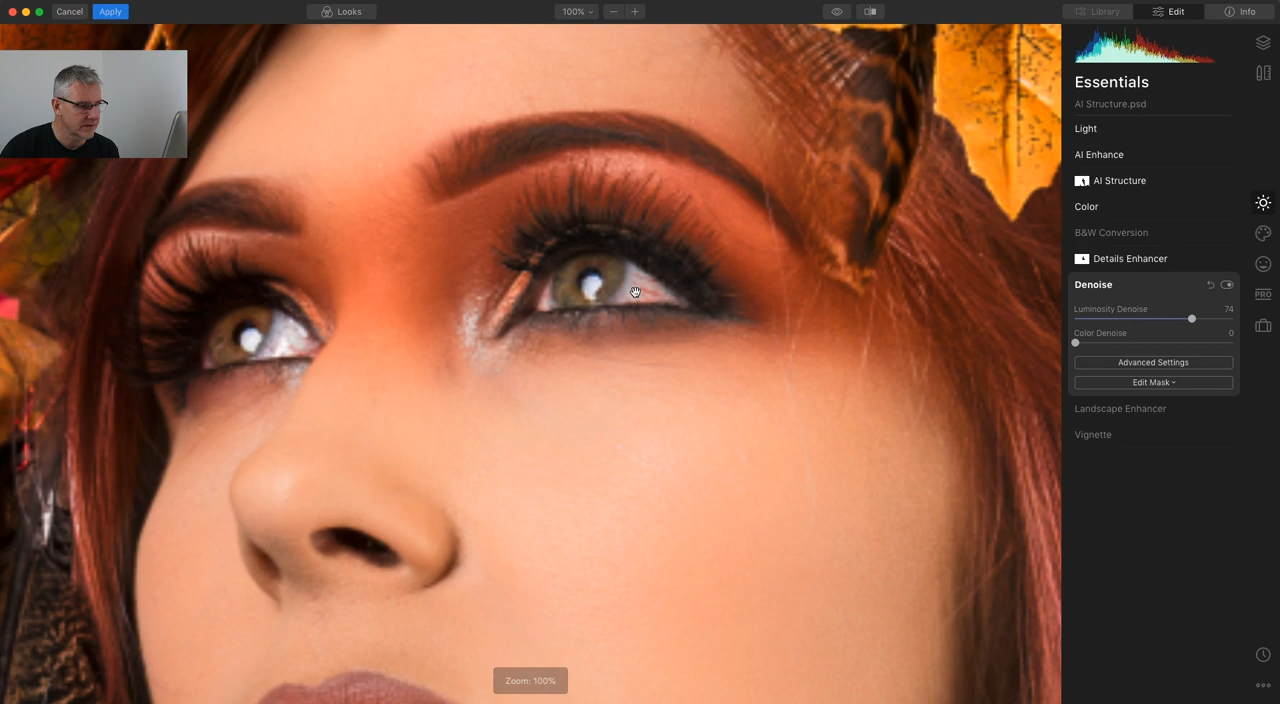 Cancel Apply Looks 100% Library Edit Info
Essentials
AI Structure.psd
Light
AI Enhance
AI Structure
Color
B&W Conversion
Details Enhancer
Denoise
Luminosity Denoise 74
Color Denoise 0
Advanced Settings
Edit Mask
Landscape Enhancer
Vignette
PRO
Zoom: 100%